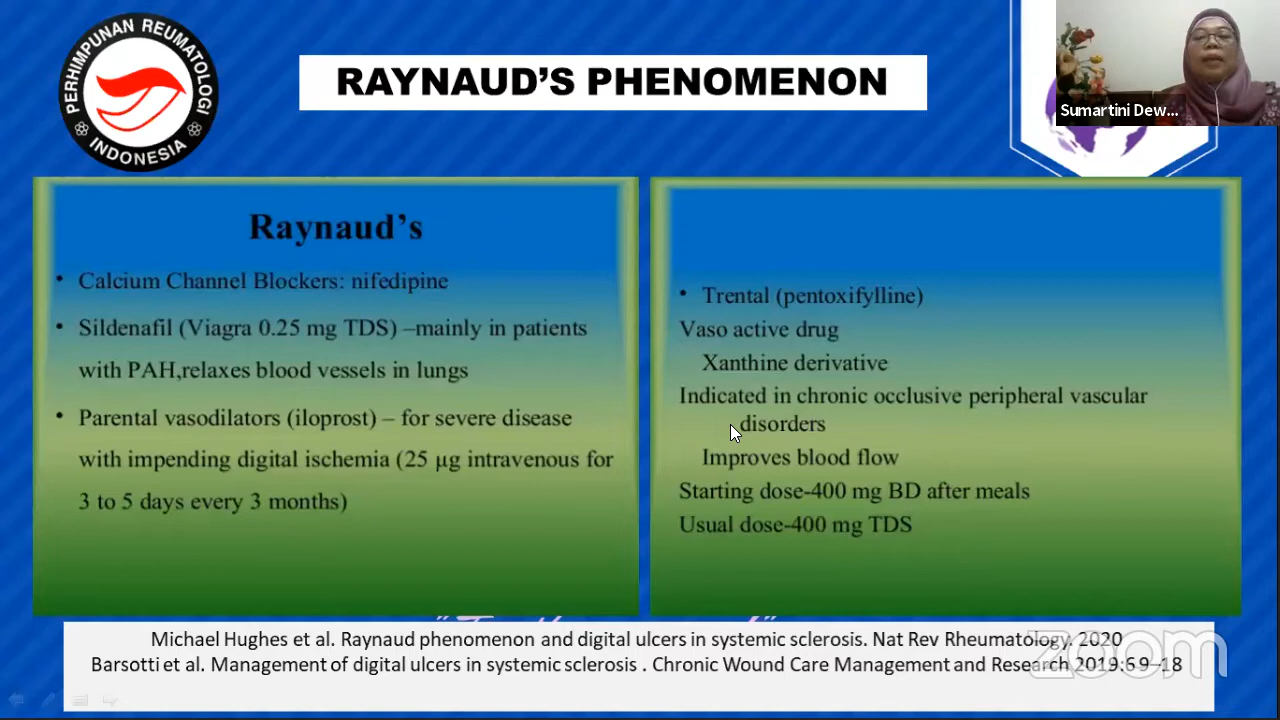 PERHIMPUNAN REUMATOLOGI
INDONESIA
RAYNAUD’S PHENOMENON
Sumartini Dew...
Raynaud’s
• Calcium Channel Blockers: nifedipine
• Sildenafil (Viagra 0.25 mg TDS) –mainly in patients
with PAH,relaxes blood vessels in lungs
• Parental vasodilators (iloprost) – for severe disease
with impending digital ischemia (25 µg intravenous for
3 to 5 days every 3 months)
• Trental (pentoxifylline)
Vaso active drug
Xanthine derivative
Indicated in chronic occlusive peripheral vascular
disorders
Improves blood flow
Starting dose-400 mg BD after meals
Usual dose-400 mg TDS
Michael Hughes et al. Raynaud phenomenon and digital ulcers in systemic sclerosis. Nat Rev Rheumatology. 2020
Barsotti et al. Management of digital ulcers in systemic sclerosis . Chronic Wound Care Management and Research 2019:6 9–18
zoom